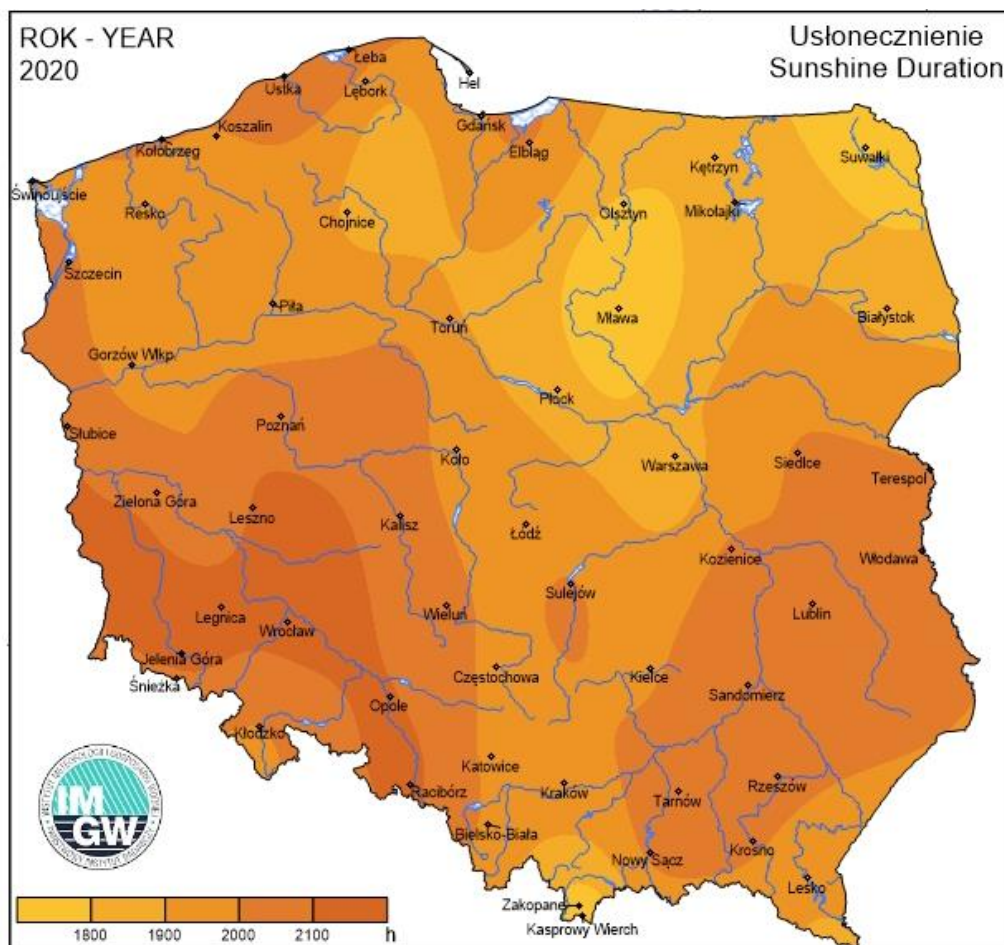 ROK - YEAR
2020
Usłonecznienie
Sunshine Duration
Łeba
Hel
Ustka
Lębork
Gdańsk
Koszalin
Kołobrzeg
Elbląg
Suwałki
Kętrzyn
Świnoujście
Resko
Chojnice
Olsztyn
Mikołajki
Szczecin
Piła
Toruń
Mława
Białystok
Gorzów Wlkp.
Płock
Słubice
Poznań
Koło
Warszawa
Siedlce
Terespol
Zielona Góra
Leszno
Kalisz
Łódź
Kozienice
Włodawa
Sulejów
Legnica
Wrocław
Wieluń
Lublin
Jelenia Góra
Śnieżka
Częstochowa
Kielce
Sandomierz
Opole
Kłodzko
Katowice
Racibórz
Kraków
Tarnów
Rzeszów
Bielsko-Biała
Nowy Sącz
Krosno
Lesko
Zakopane
Kasprowy Wierch
IM
GW
1800 1900 2000 2100 h